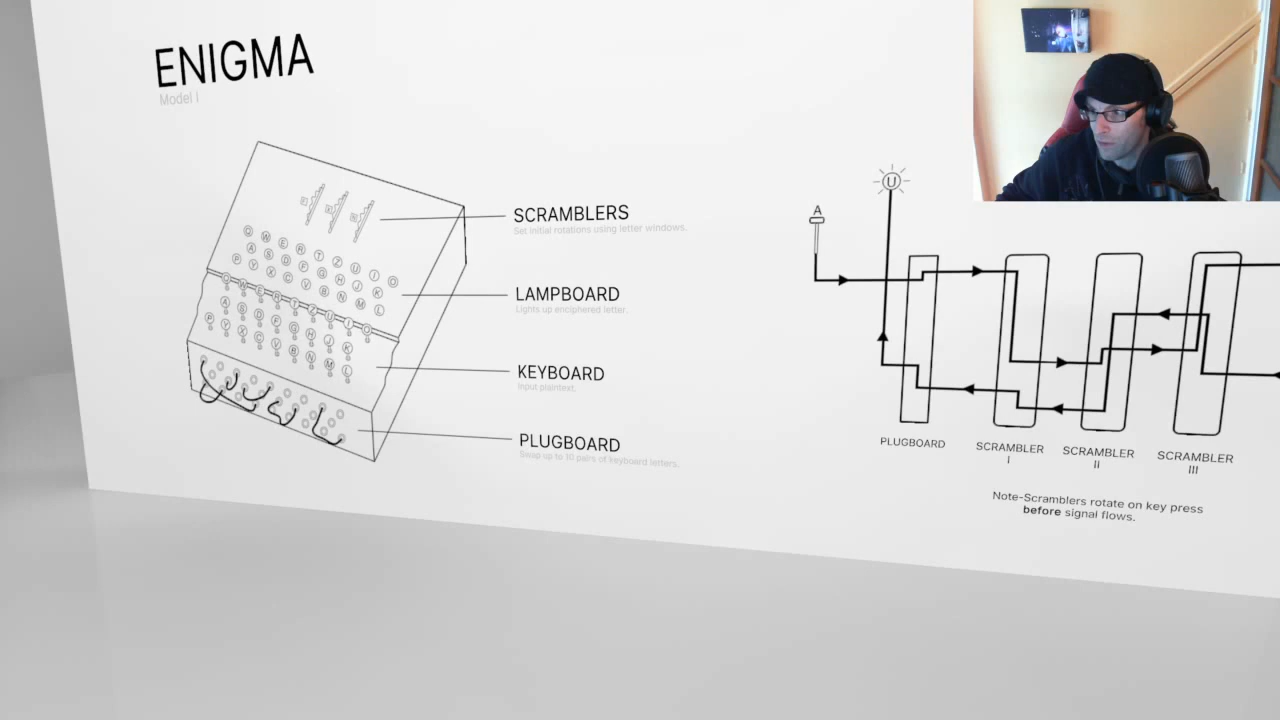 ENIGMA
Model I
SCRAMBLERS
Set initial rotations using letter windows.
LAMPBOARD
Lights up enciphered letter.
KEYBOARD
Input plaintext.
PLUGBOARD
Swap up to 10 pairs of keyboard letters.
Q W E R T Z U I O
A S D F G H J K
P Y X C V B N M L
Q W E R T Z U I O
A S D F G H J K
P Y X C V B N M L
U
A
PLUGBOARD
SCRAMBLER
I
SCRAMBLER
II
SCRAMBLER
III
Note-Scramblers rotate on key press
before signal flows.